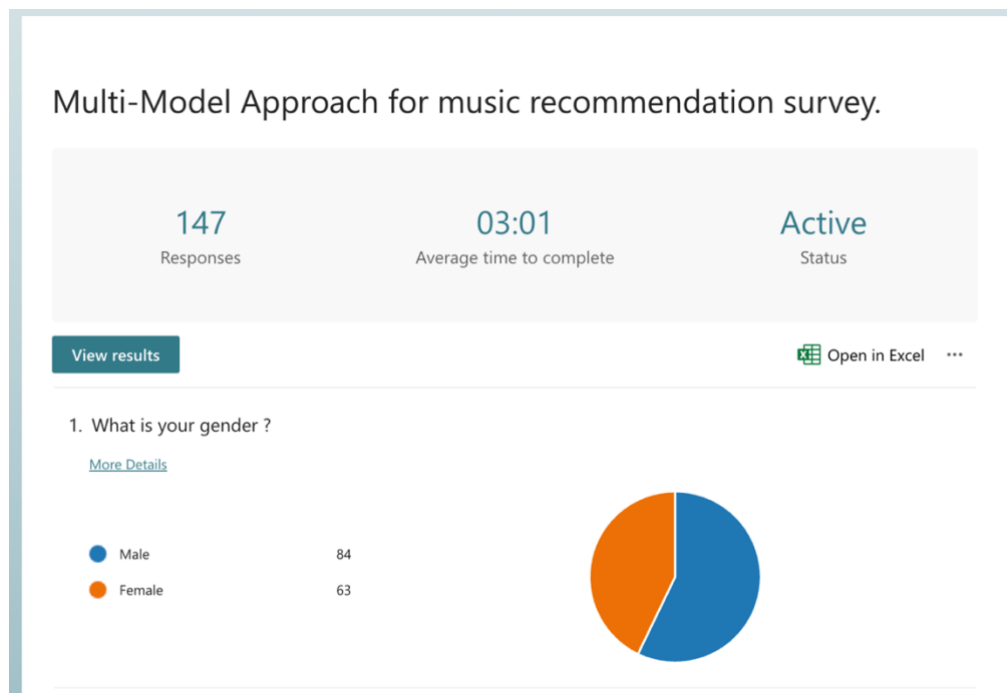 Multi-Model Approach for music recommendation survey.
147 03:01 Active
Responses Average time to complete Status
View results Open in Excel ...
1. What is your gender ?
More Details
Male 84
Female 63